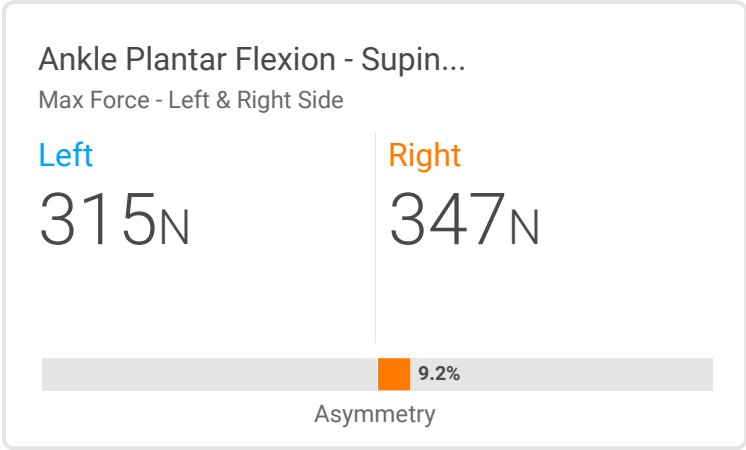 Ankle Plantar Flexion - Supin...
Max Force - Left & Right Side
Left
315N
Right
347N
9.2%
Asymmetry